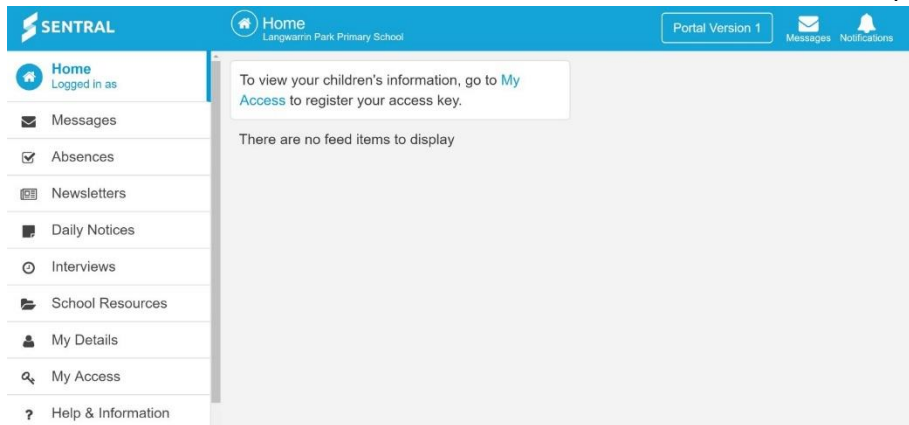 SENTRAL
Home
Langwarrin Park Primary School
Portal Version 1
Messages
Notifications
Home
Logged in as
Messages
Absences
Newsletters
Daily Notices
Interviews
School Resources
My Details
My Access
? Help & Information
To view your children's information, go to My
Access to register your access key.
There are no feed items to display